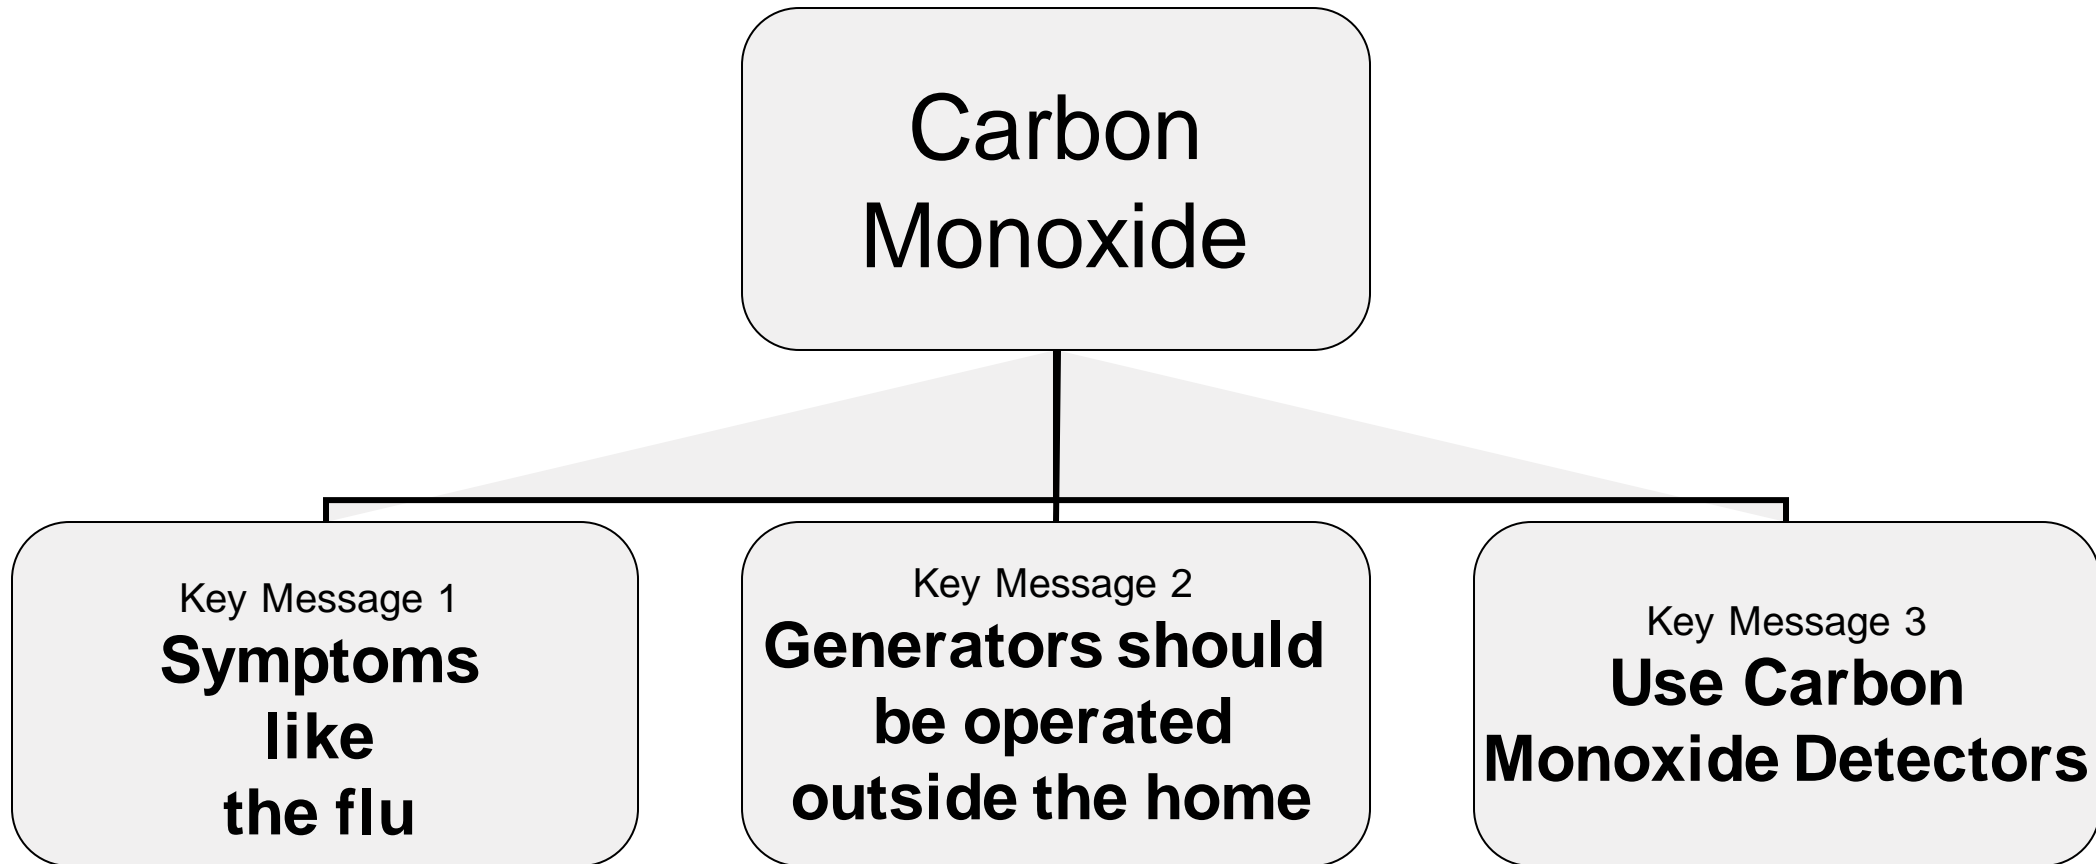 Carbon
Monoxide
Key Message 1
Symptoms
like
the flu
Key Message 2
Generators should
be operated
outside the home
Key Message 3
Use Carbon
Monoxide Detectors